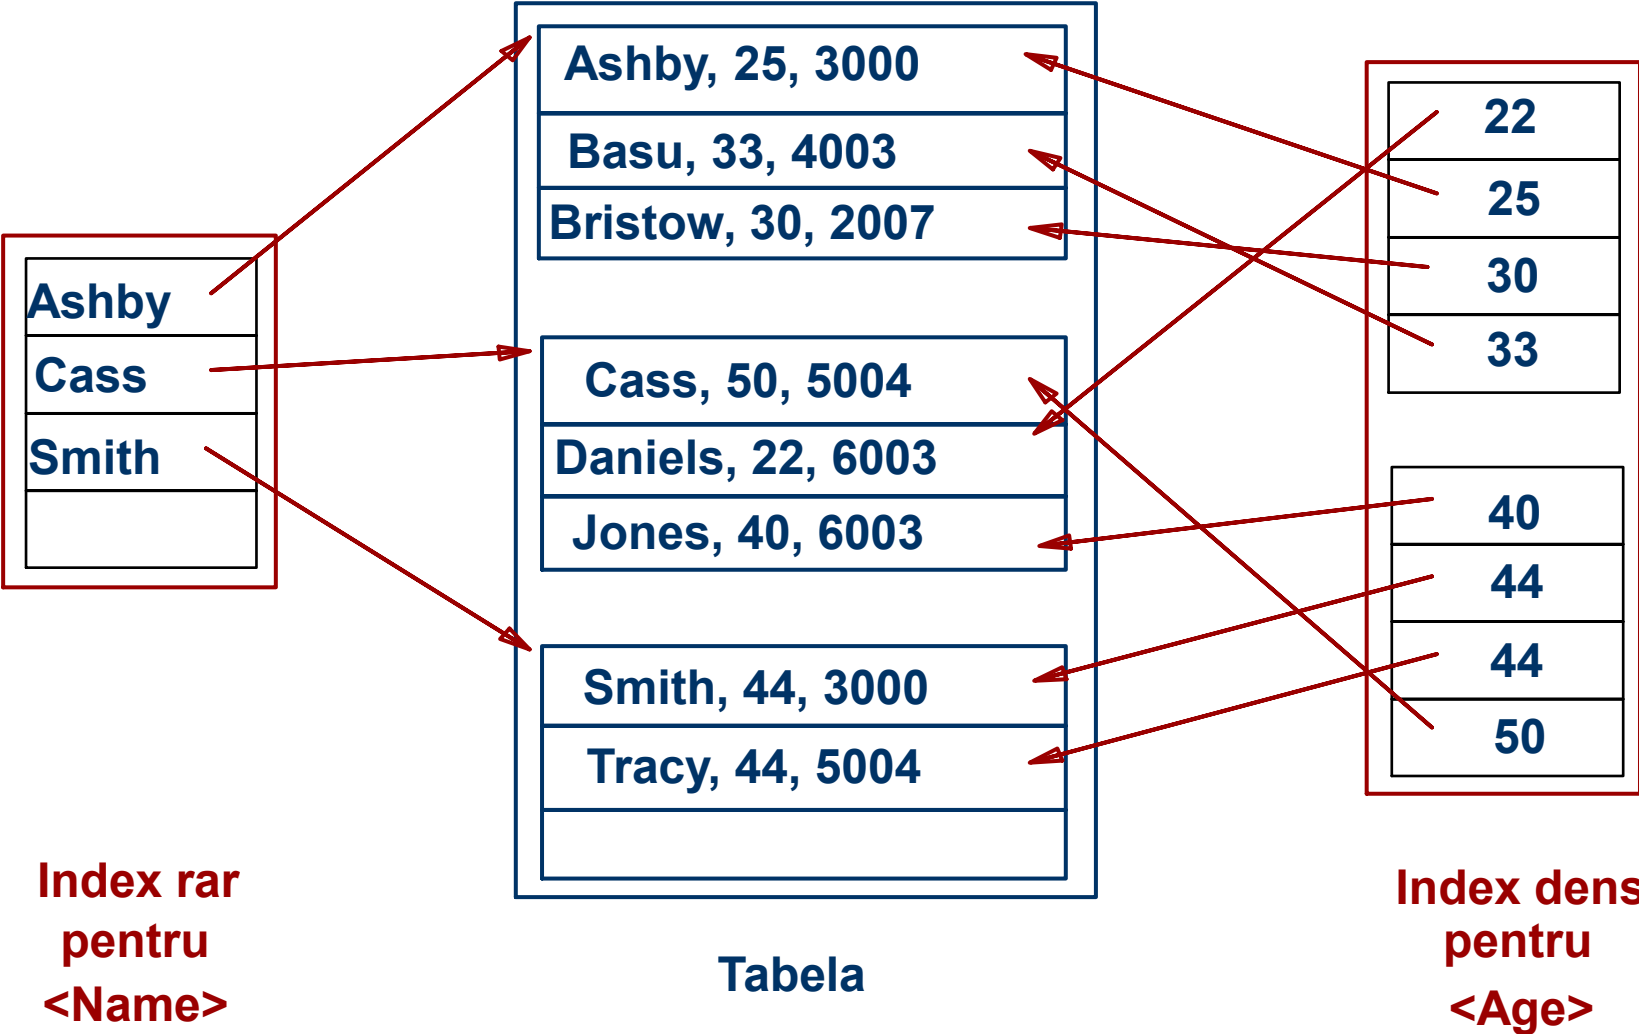 Ashby
Cass
Smith
Index rar
pentru
<Name>
Ashby, 25, 3000
Basu, 33, 4003
Bristow, 30, 2007
Cass, 50, 5004
Daniels, 22, 6003
Jones, 40, 6003
Smith, 44, 3000
Tracy, 44, 5004
Tabela
22
25
30
33
40
44
44
50
Index dens
pentru
<Age>